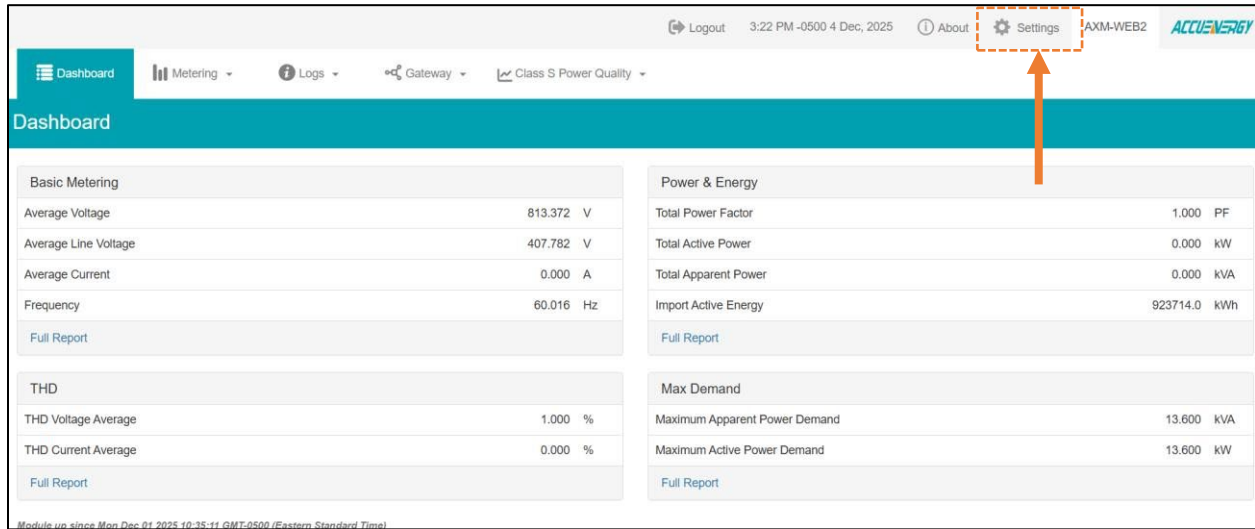 Logout 3:22 PM -0500 4 Dec, 2025 About Settings AXM-WEB2 ACCUENERGY
Dashboard Metering Logs Gateway Class S Power Quality
Dashboard
Basic Metering
Average Voltage 813.372 V
Average Line Voltage 407.782 V
Average Current 0.000 A
Frequency 60.016 Hz
Full Report
Power & Energy
Total Power Factor 1.000 PF
Total Active Power 0.000 kW
Total Apparent Power 0.000 kVA
Import Active Energy 923714.0 kWh
Full Report
THD
THD Voltage Average 1.000 %
THD Current Average 0.000 %
Full Report
Max Demand
Maximum Apparent Power Demand 13.600 kVA
Maximum Active Power Demand 13.600 kW
Full Report
Module up since Mon Dec 01 2025 10:35:11 GMT-0500 (Eastern Standard Time)